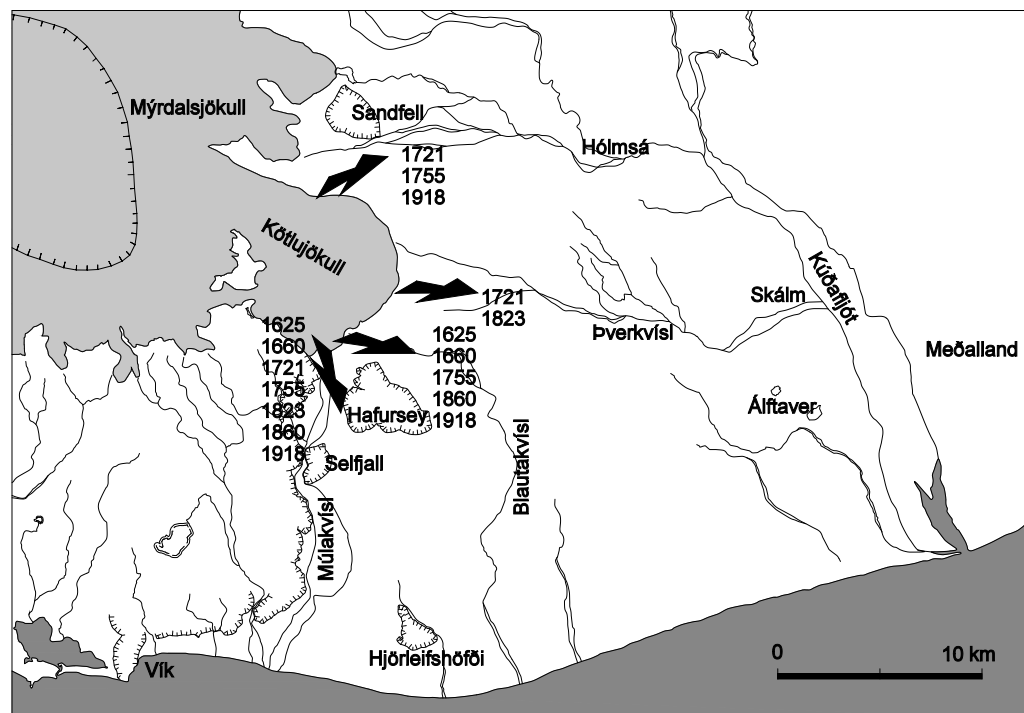 Mýrdalsjökull
Sandfell
Hólmsá
1721
1755
1918
Kötlujökull
Kúðafljót
Skálm
1721
1823
Þverkvísl
Meðalland
1625
1660
1721
1755
1823
1860
1918
1625
1660
1755
1860
1918
Hafursey
Álftaver
Selfjall
Blautakvísl
Múlakvísl
Hjörleifshöfði
Vík
0
10 km